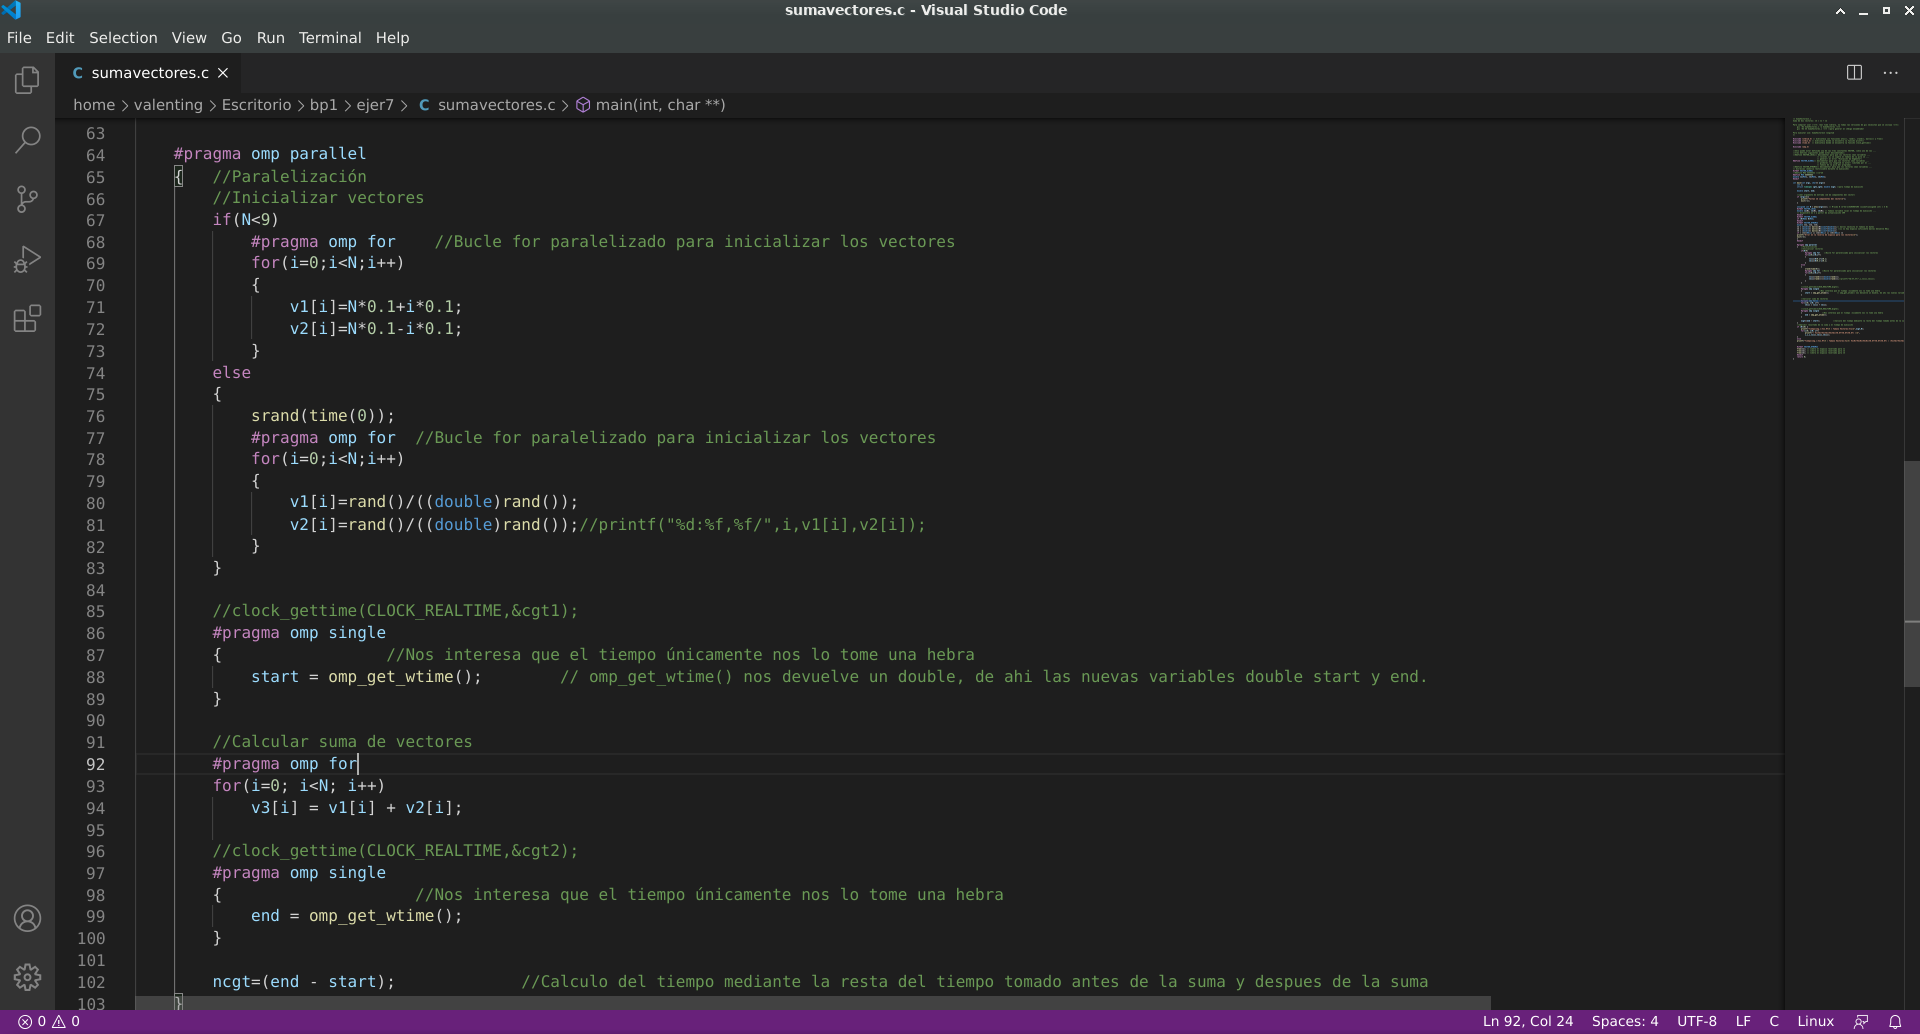 sumavectores.c - Visual Studio Code
File Edit Selection View Go Run Terminal Help
C sumavectores.c
home > valenting > Escritorio > bp1 > ejer7 > C sumavectores.c > main(int, char **)
63
64 #pragma omp parallel
65 { //Paralelización
66 //Inicializar vectores
67 if(N<9)
68 #pragma omp for //Bucle for paralelizado para inicializar los vectores
69 for(i=0;i<N;i++)
70 {
71 v1[i]=N*0.1+i*0.1;
72 v2[i]=N*0.1-i*0.1;
73 }
74 else
75 {
76 srand(time(0));
77 #pragma omp for //Bucle for paralelizado para inicializar los vectores
78 for(i=0;i<N;i++)
79 {
80 v1[i]=rand()/((double)rand());
81 v2[i]=rand()/((double)rand());//printf("%d:%f,%f/",i,v1[i],v2[i]);
82 }
83 }
84
85 //clock_gettime(CLOCK_REALTIME,&cgt1);
86 #pragma omp single
87 { //Nos interesa que el tiempo únicamente nos lo tome una hebra
88 start = omp_get_wtime(); // omp_get_wtime() nos devuelve un double, de ahi las nuevas variables double start y end.
89 }
90
91 //Calcular suma de vectores
92 #pragma omp for
93 for(i=0; i<N; i++)
94 v3[i] = v1[i] + v2[i];
95
96 //clock_gettime(CLOCK_REALTIME,&cgt2);
97 #pragma omp single
98 { //Nos interesa que el tiempo únicamente nos lo tome una hebra
99 end = omp_get_wtime();
100 }
101
102 ncgt=(end - start); //Calculo del tiempo mediante la resta del tiempo tomado antes de la suma y despues de la suma
103 }
0 0 Ln 92, Col 24 Spaces: 4 UTF-8 LF C Linux